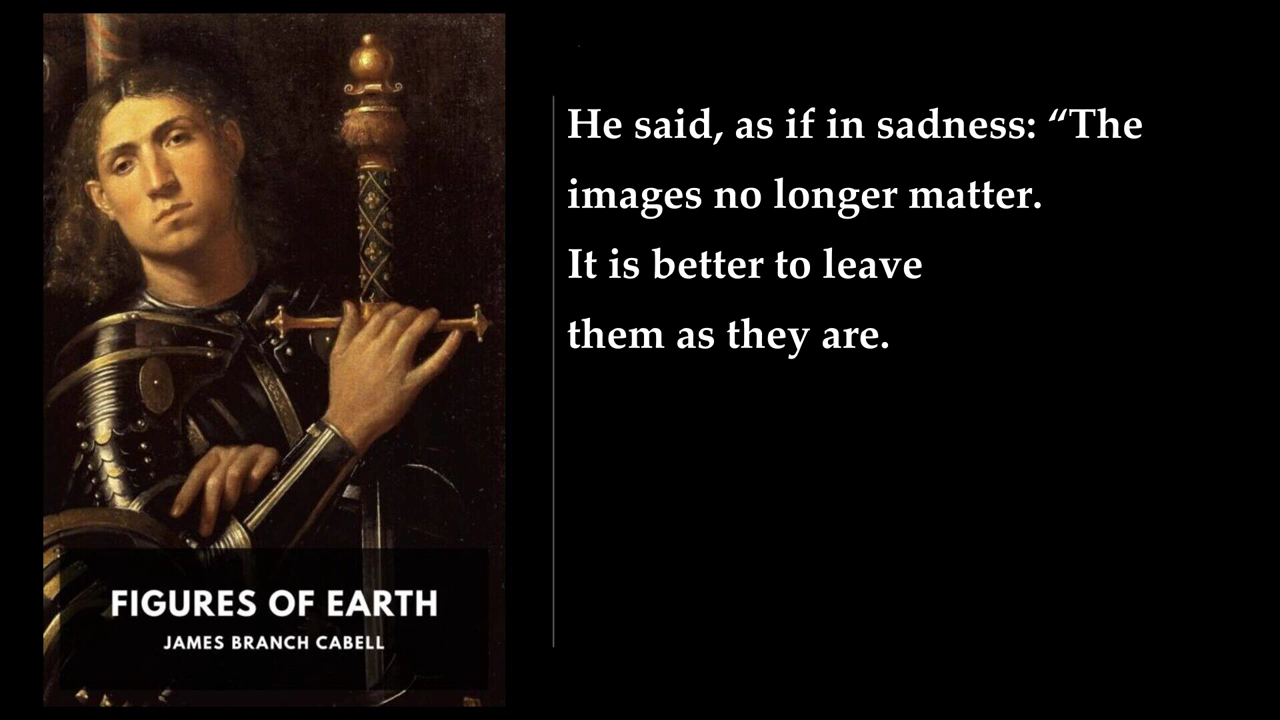 He said, as if in sadness: “The
images no longer matter.
It is better to leave
them as they are.
FIGURES OF EARTH
JAMES BRANCH CABELL